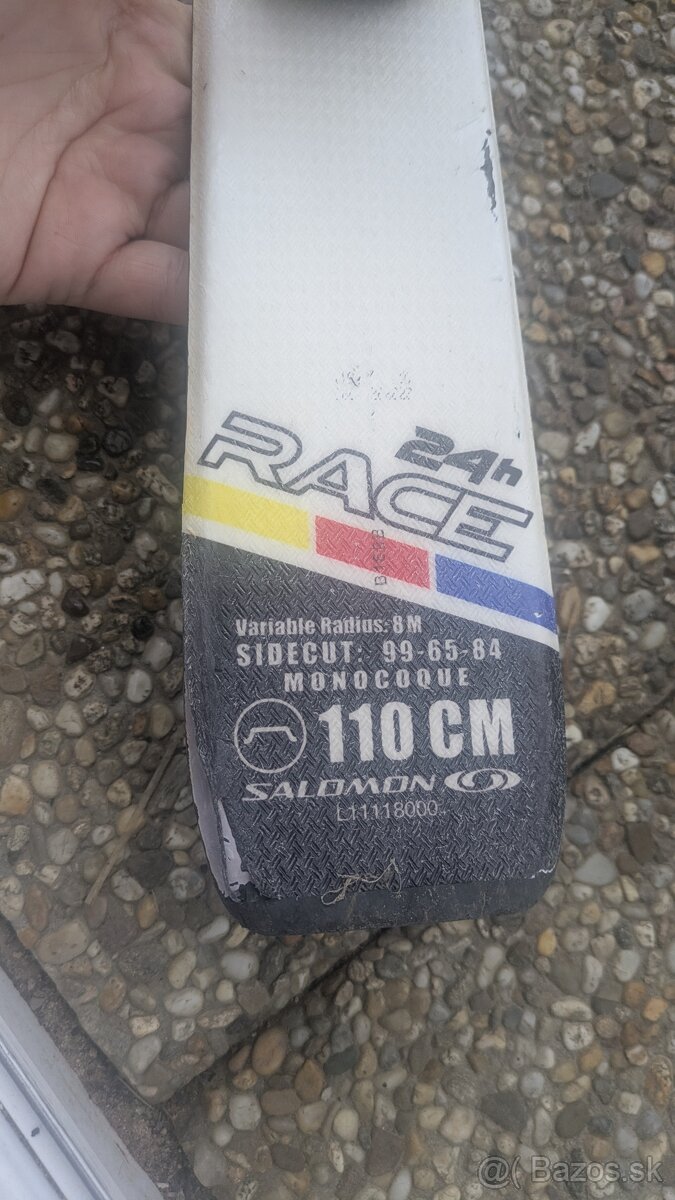 24h
RACE
Variable Radius: 8 M
SIDECUT: 99-65-84
MONOCOQUE
110 CM
SALOMON
L11118000
@( Bazos.sk